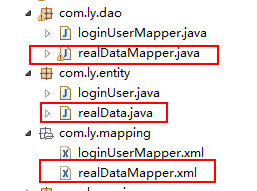 com.ly.dao
loginUserMapper.java
realDataMapper.java
com.ly.entity
loginUser.java
realData.java
com.ly.mapping
loginUserMapper.xml
realDataMapper.xml